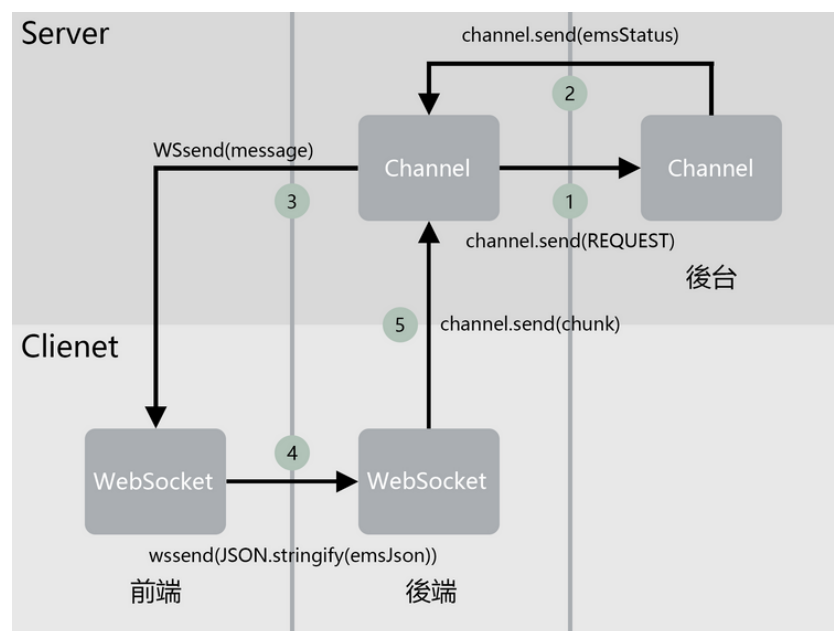 Server
channel.send(emsStatus)
2
WSsend(message)
Channel
Channel
3
1
channel.send(REQUEST)
後台
5
channel.send(chunk)
Clienet
4
WebSocket
WebSocket
wssend(JSON.stringify(emsJson))
前端
後端